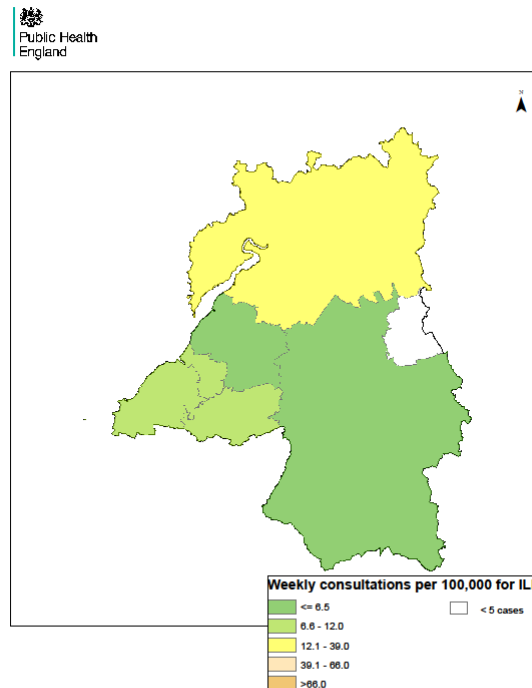 Public Health
England
N
Weekly consultations per 100,000 for IL
<= 6.5
< 5 cases
6.6 - 12.0
12.1 - 39.0
39.1 - 66.0
>66.0